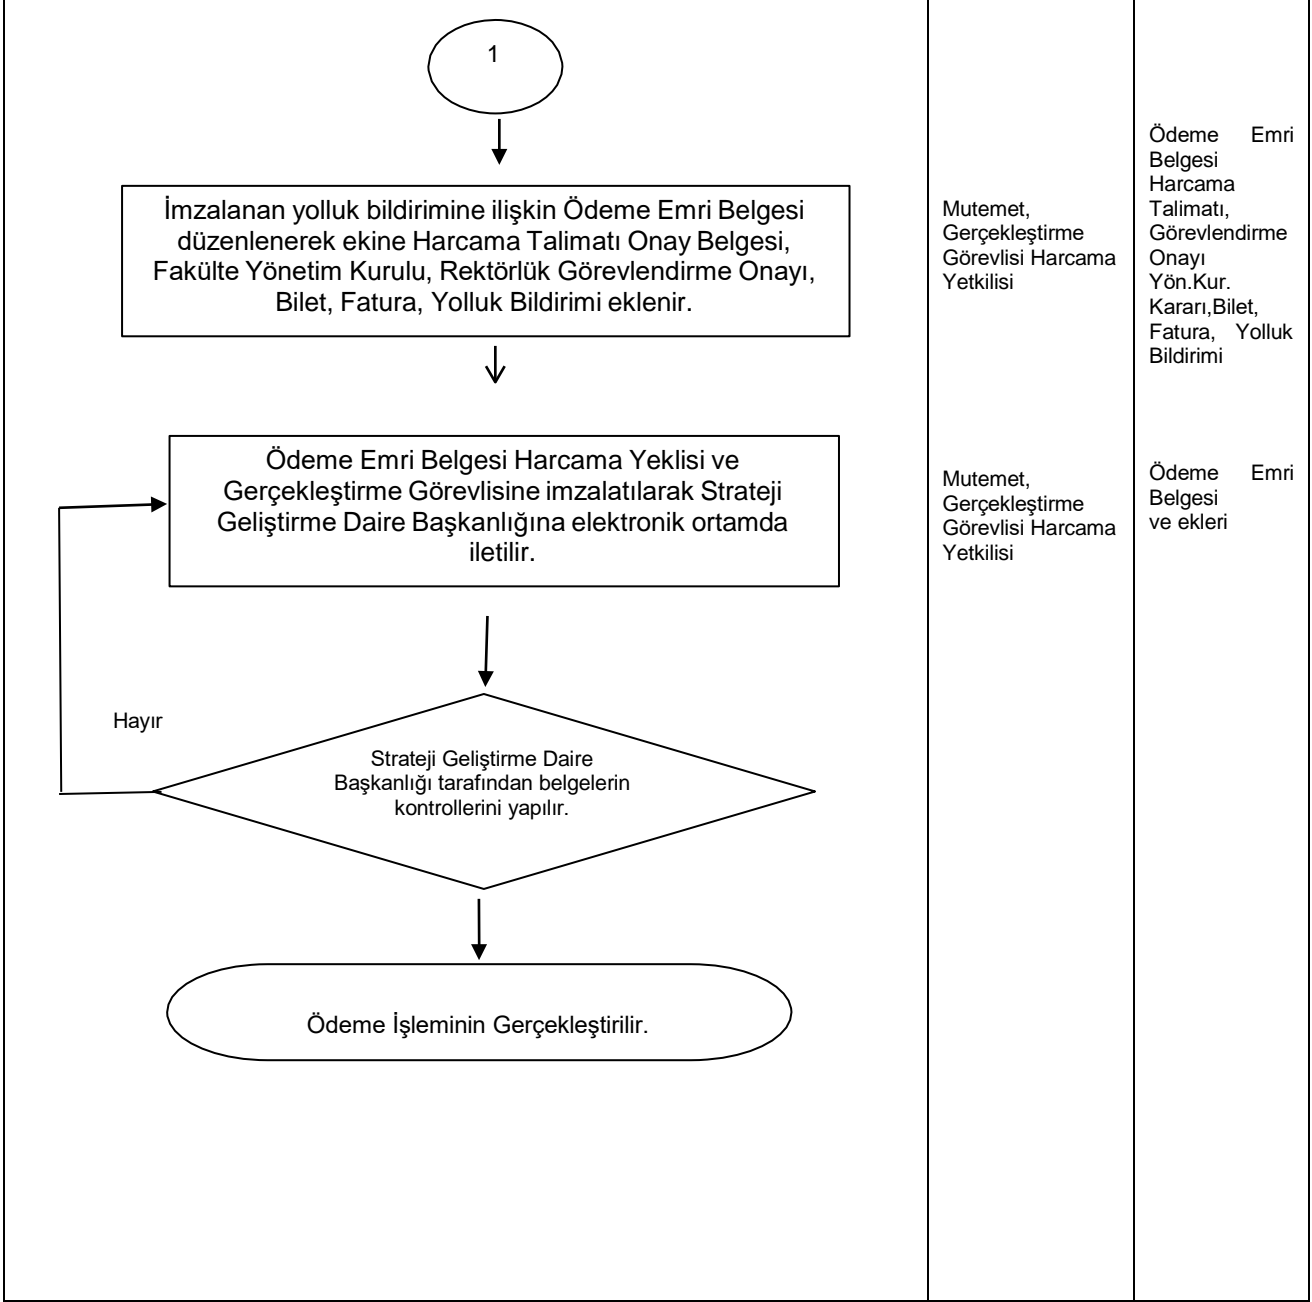 1
İmzalanan yolluk bildirimine ilişkin Ödeme Emri Belgesi
düzenlenerek ekine Harcama Talimatı Onay Belgesi,
Fakülte Yönetim Kurulu, Rektörlük Görevlendirme Onayı,
Bilet, Fatura, Yolluk Bildirimi eklenir.
Mutemet,
Gerçekleştirme
Görevlisi Harcama
Yetkilisi
Ödeme Emri
Belgesi
Harcama
Talimatı,
Görevlendirme
Onayı
Yön.Kur.
Kararı,Bilet,
Fatura, Yolluk
Bildirimi
Ödeme Emri Belgesi Harcama Yeklisi ve
Gerçekleştirme Görevlisine imzalatılarak Strateji
Geliştirme Daire Başkanlığına elektronik ortamda
iletilir.
Mutemet,
Gerçekleştirme
Görevlisi Harcama
Yetkilisi
Ödeme Emri
Belgesi
ve ekleri
Hayır
Strateji Geliştirme Daire
Başkanlığı tarafından belgelerin
kontrollerini yapılır.
Ödeme İşleminin Gerçekleştirilir.